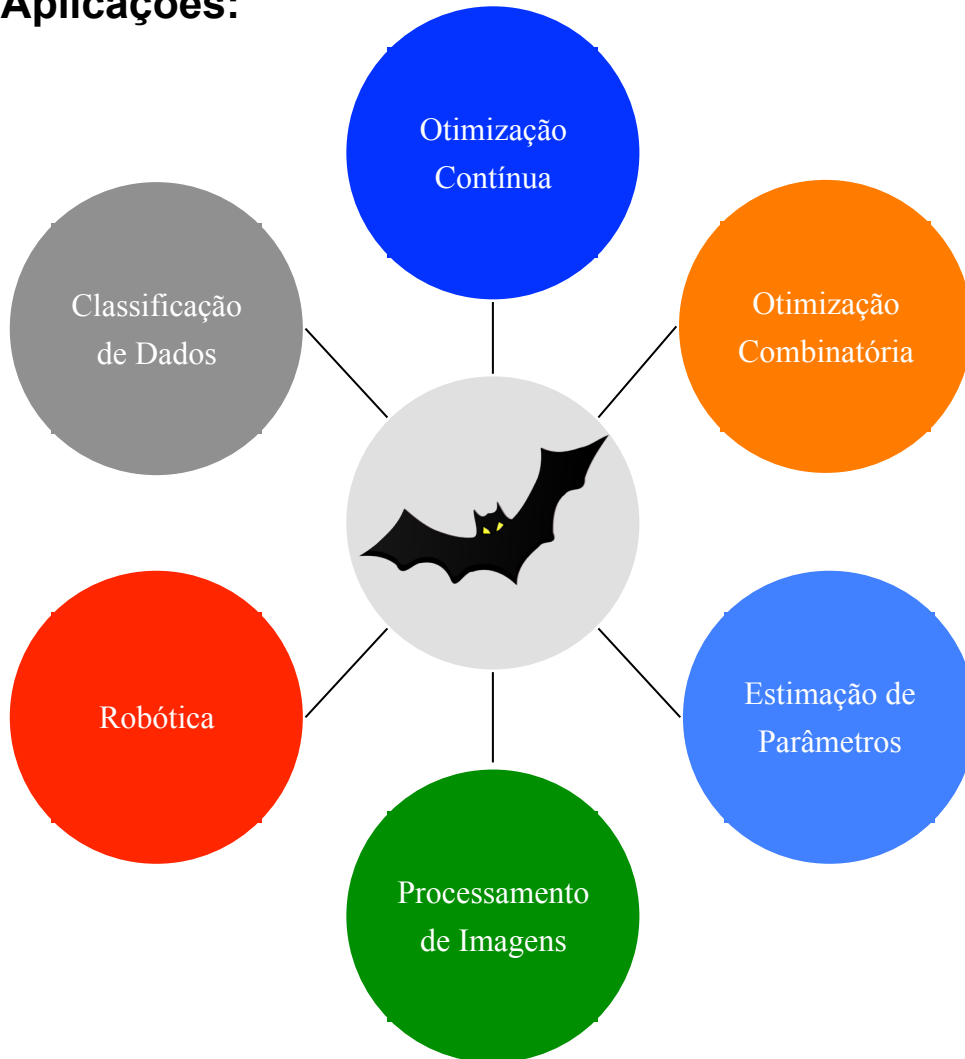 Aplicações:
Otimização
Contínua
Classificação
de Dados
Otimização
Combinatória
Robótica
Estimação de
Parâmetros
Processamento
de Imagens